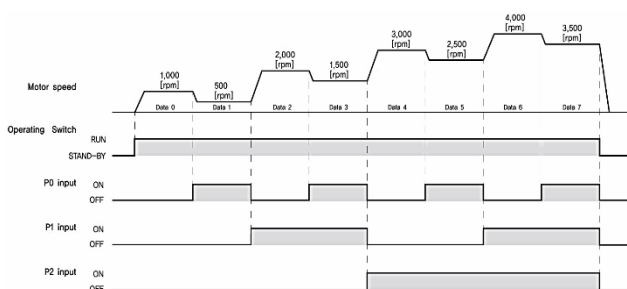 4,000
[rpm]
3,500
[rpm]
3,000
[rpm]
2,500
[rpm]
2,000
[rpm]
1,500
[rpm]
1,000
[rpm]
500
[rpm]
Motor speed
Data 0 Data 1 Data 2 Data 3 Data 4 Data 5 Data 6 Data 7
Operating Switch
RUN
STAND-BY
P0 input ON
OFF
P1 input ON
OFF
P2 input ON
OFF